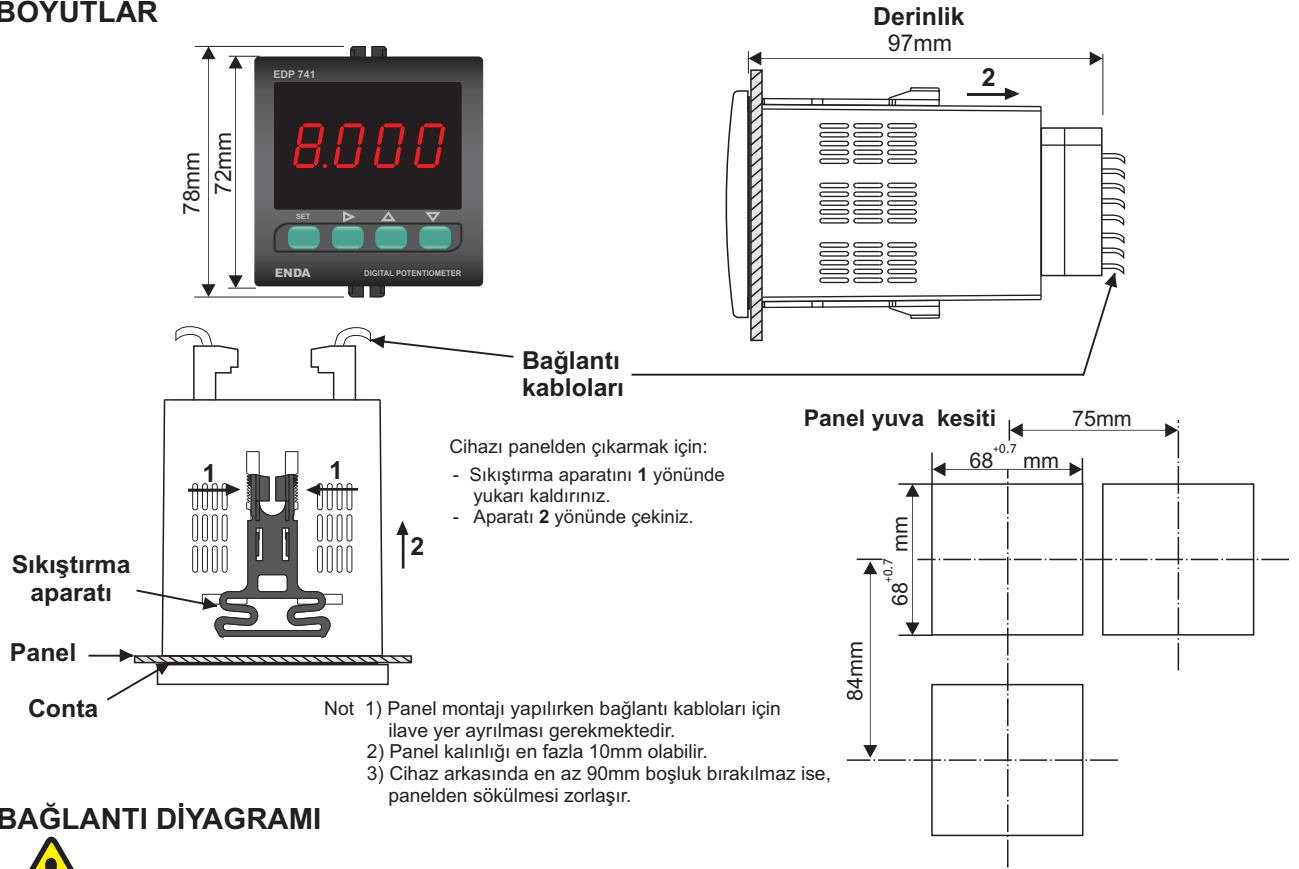 BOYUTLAR
78mm
72mm
EDP 741
8.000
SET
ENDA
DIGITAL POTENTIOMETER
Derinlik
97mm
2
Bağlantı
kabloları
1
1
2
Sıkıştırma
aparatı
Panel
Conta
Cihazı panelden çıkarmak için:
- Sıkıştırma aparatını 1 yönünde
yukarı kaldırınız.
- Aparatı 2 yönünde çekiniz.
Panel yuva kesiti
75mm
68+0.7 mm
68+0.7 mm
84mm
Not 1) Panel montajı yapılırken bağlantı kabloları için
ilave yer ayrılması gerekmektedir.
2) Panel kalınlığı en fazla 10mm olabilir.
3) Cihaz arkasında en az 90mm boşluk bırakılmaz ise,
panelden sökülmesi zorlaşır.
BAĞLANTI DİYAGRAMI